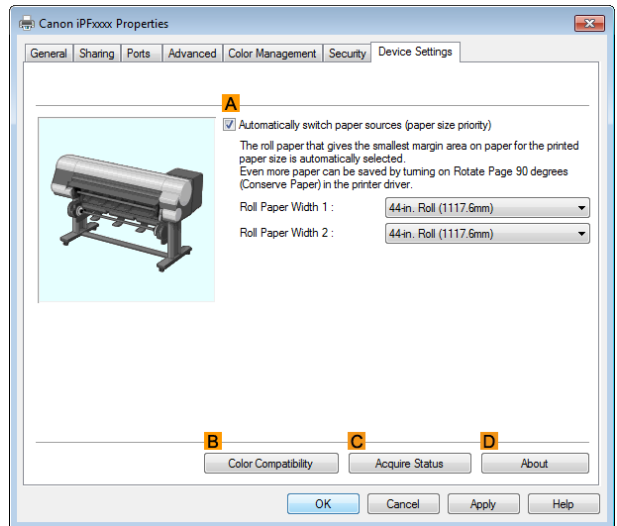 Canon iPFxxxx Properties
General Sharing Ports Advanced Color Management Security Device Settings
A
Automatically switch paper sources (paper size priority)
The roll paper that gives the smallest margin area on paper for the printed
paper size is automatically selected.
Even more paper can be saved by turning on Rotate Page 90 degrees
(Conserve Paper) in the printer driver.
Roll Paper Width 1 : 44-in. Roll (1117.6mm)
Roll Paper Width 2 : 44-in. Roll (1117.6mm)
B C D
Color Compatibility Acquire Status About
OK Cancel Apply Help